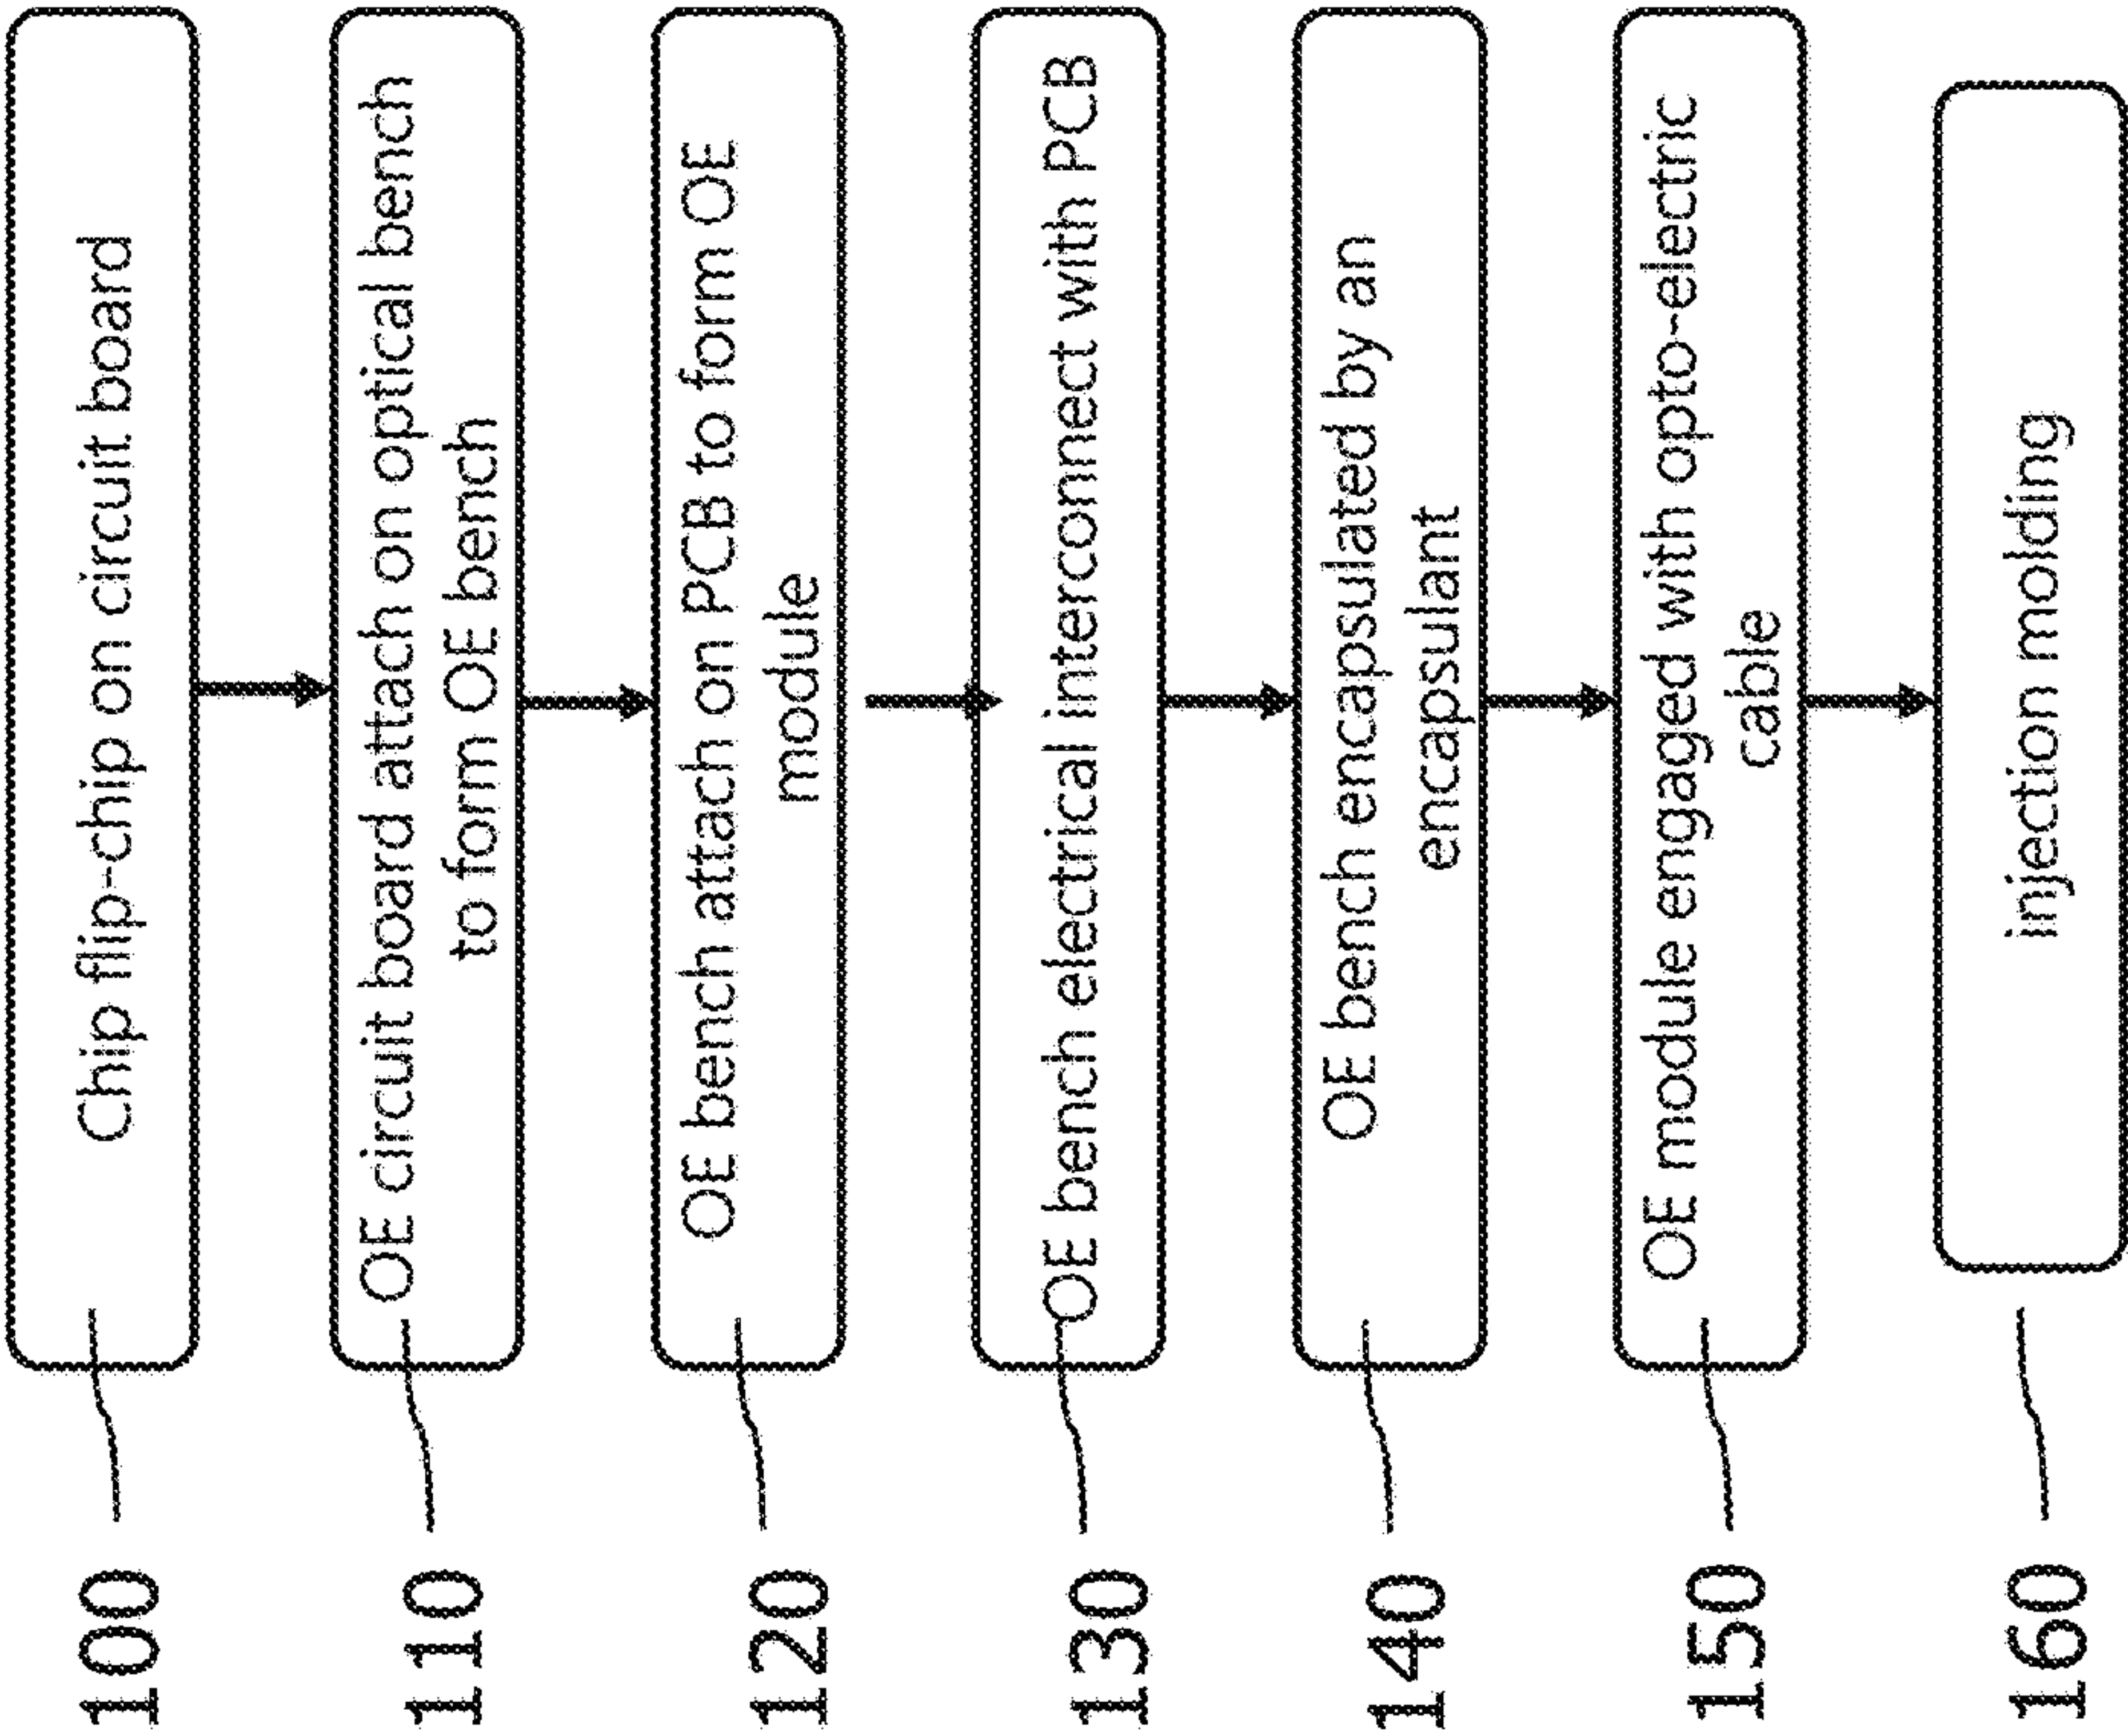 100
Chip flip-chip on circuit board
110
OE circuit board attach on optical bench
to form OE bench
120
OE bench attach on PCB to form OE
module
130
OE bench electrical interconnect with PCB
140
OE bench encapsulated by an
encapsulant
150
OE module engaged with opto-electric
cable
160
injection molding